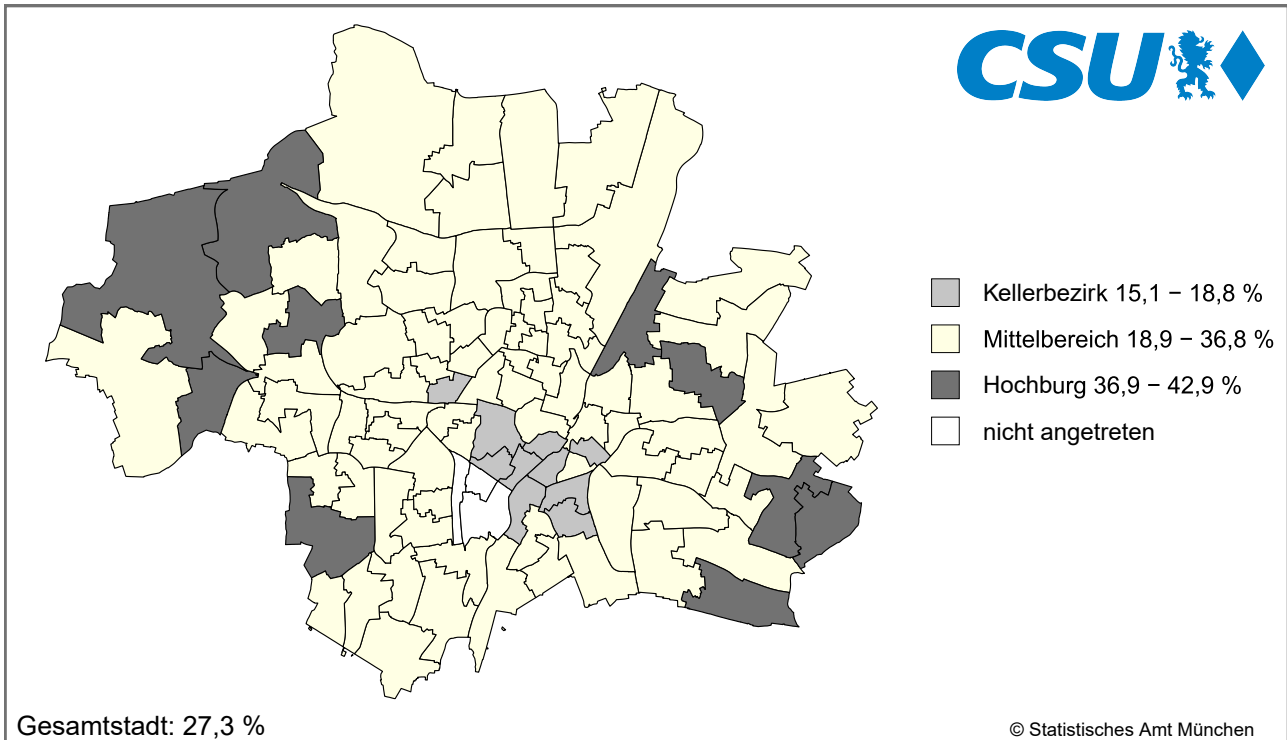 CSU
Kellerbezirk 15,1 − 18,8 %
Mittelbereich 18,9 − 36,8 %
Hochburg 36,9 − 42,9 %
nicht angetreten
Gesamtstadt: 27,3 %
© Statistisches Amt München